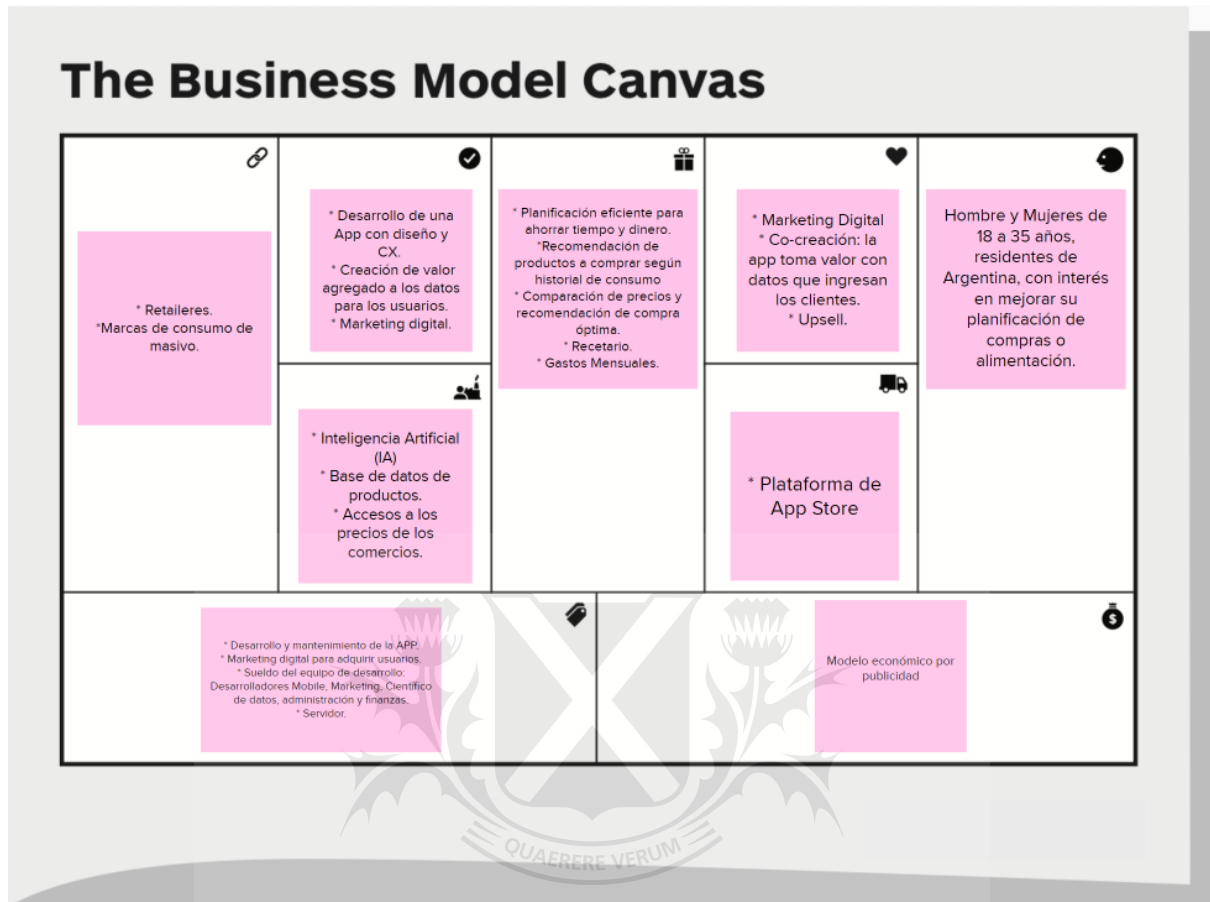 The Business Model Canvas
* Retaileres.
*Marcas de consumo de
masivo.
* Desarrollo de una
App con diseño y
CX.
* Creación de valor
agregado a los datos
para los usuarios.
* Marketing digital.
* Inteligencia Artificial
(IA)
* Base de datos de
productos.
* Accesos a los
precios de los
comercios.
* Planificación eficiente para
ahorrar tiempo y dinero.
*Recomendación de
productos a comprar según
historial de consumo
* Comparación de precios y
recomendación de compra
óptima.
* Recetario.
* Gastos Mensuales.
* Marketing Digital
* Co-creación: la
app toma valor con
datos que ingresan
los clientes.
* Upsell.
* Plataforma de
App Store
Hombre y Mujeres de
18 a 35 años,
residentes de
Argentina, con interés
en mejorar su
planificación de
compras o
alimentación.
* Desarrollo y mantenimiento de la APP.
* Marketing digital para adquirir usuarios.
* Sueldo del equipo de desarrollo:
Desarrolladores Mobile, Marketing, Científico
de datos, administración y finanzas.
* Servidor.
Modelo económico por
publicidad
QUAERERE VERUM